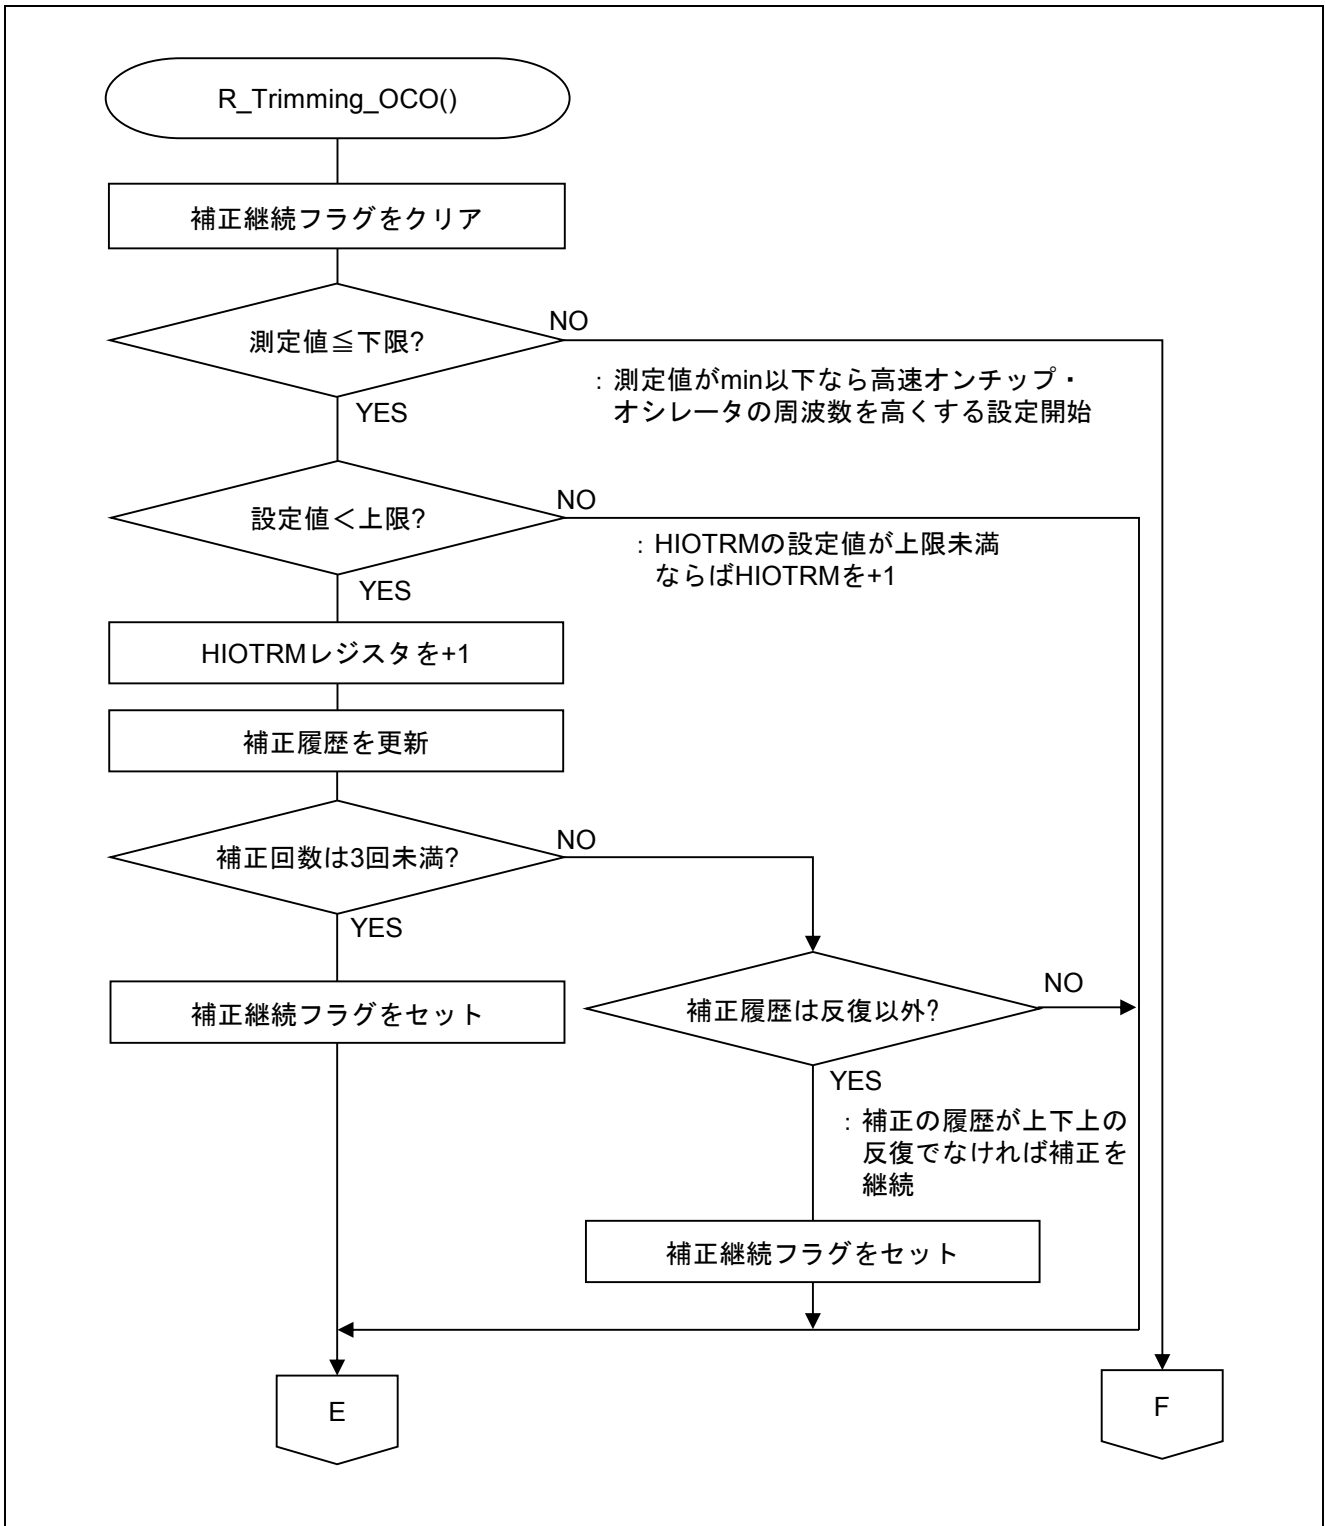 R_Trimming_OCO()
補正継続フラグをクリア
測定値≦下限?
NO
：測定値がmin以下なら高速オンチップ・
オシレータの周波数を高くする設定開始
YES
設定値＜上限?
NO
：HIOTRMの設定値が上限未満
ならばHIOTRMを+1
YES
HIOTRMレジスタを+1
補正履歴を更新
補正回数は3回未満?
NO
YES
補正継続フラグをセット
補正履歴は反復以外?
NO
YES
：補正の履歴が上下上の
反復でなければ補正を
継続
補正継続フラグをセット
E
F